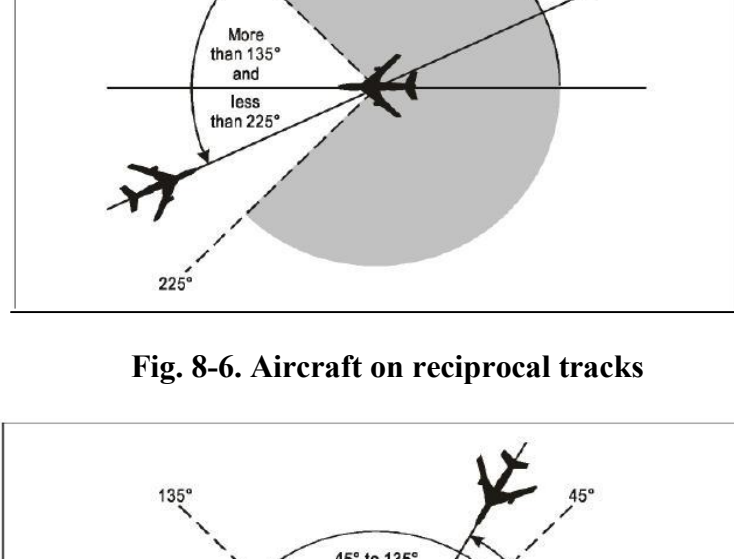 More
than 135°
and
less
than 225°
225°
Fig. 8-6. Aircraft on reciprocal tracks
135°
45°
45° to 135°